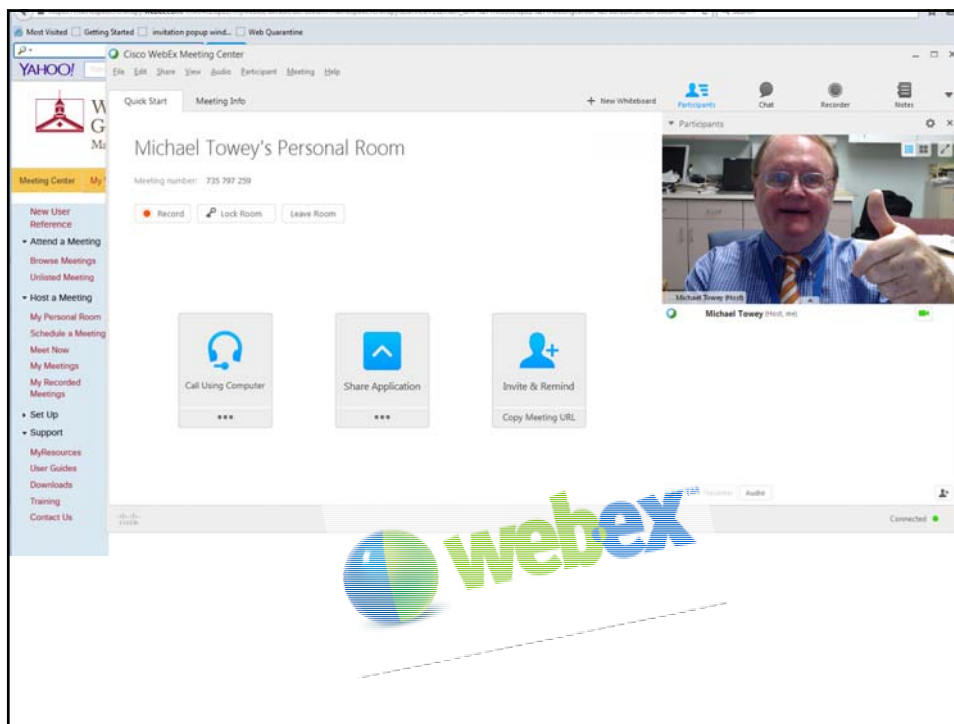 Most Visited Getting Started invitation popup wind... Web Quarantine
Cisco WebEx Meeting Center
YAHOO!
File Edit Share View Audio Participant Meeting Help
Quick Start Meeting Info + New Whiteboard
Participants Chat Recorder Notes
W
G
Ma
Participants
Michael Towey's Personal Room
Meeting number: 735 797 259
Record Lock Room Leave Room
Meeting Center My
New User
Reference
Attend a Meeting
Browse Meetings
Unlisted Meeting
Host a Meeting
My Personal Room
Schedule a Meeting
Meet Now
My Meetings
My Recorded
Meetings
Set Up
Support
MyResources
User Guides
Downloads
Training
Contact Us
Michael Towey (Host)
Michael Towey (Host, me)
Call Using Computer
Share Application
Invite & Remind
Copy Meeting URL
Audio
CISCO
Connected
webex